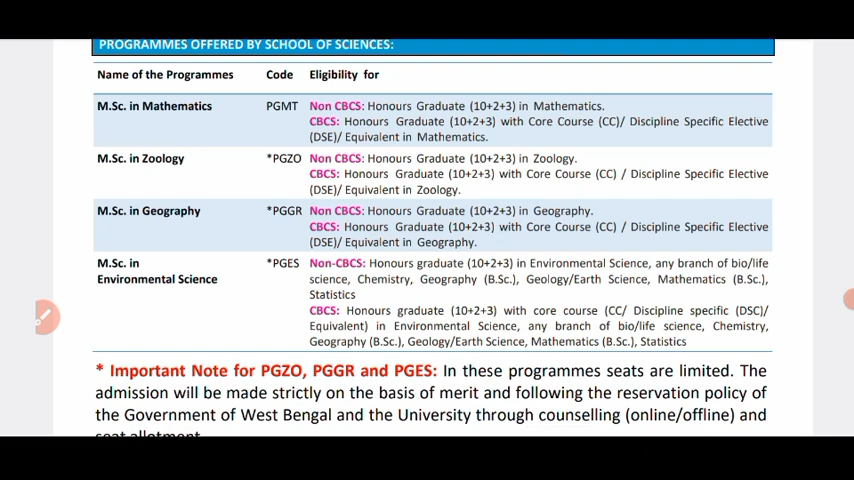 PROGRAMMES OFFERED BY SCHOOL OF SCIENCES:
Name of the Programmes Code Eligibility for
M.Sc. in Mathematics PGMT Non CBCS: Honours Graduate (10+2+3) in Mathematics.
CBCS: Honours Graduate (10+2+3) with Core Course (CC)/ Discipline Specific Elective
(DSE)/ Equivalent in Mathematics.
M.Sc. in Zoology *PGZO Non CBCS: Honours Graduate (10+2+3) in Zoology.
CBCS: Honours Graduate (10+2+3) with Core Course (CC) / Discipline Specific Elective
(DSE)/ Equivalent in Zoology.
M.Sc. in Geography *PGGR Non CBCS: Honours Graduate (10+2+3) in Geography.
CBCS: Honours Graduate (10+2+3) with Core Course (CC) / Discipline Specific Elective
(DSE)/ Equivalent in Geography.
M.Sc. in *PGES Non-CBCS: Honours graduate (10+2+3) in Environmental Science, any branch of bio/life
Environmental Science science, Chemistry, Geography (B.Sc.), Geology/Earth Science, Mathematics (B.Sc.),
Statistics
CBCS: Honours graduate (10+2+3) with core course (CC/ Discipline specific (DSC)/
Equivalent) in Environmental Science, any branch of bio/life science, Chemistry,
Geography (B.Sc.), Geology/Earth Science, Mathematics (B.Sc.), Statistics
* Important Note for PGZO, PGGR and PGES: In these programmes seats are limited. The
admission will be made strictly on the basis of merit and following the reservation policy of
the Government of West Bengal and the University through counselling (online/offline) and
seat allotment.